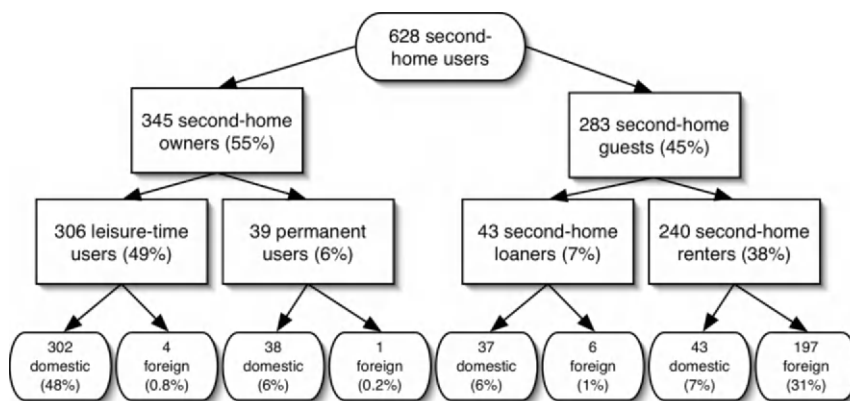 628 second-
home users
345 second-home
owners (55%)
283 second-home
guests (45%)
306 leisure-time
users (49%)
39 permanent
users (6%)
43 second-home
loaners (7%)
240 second-home
renters (38%)
302
domestic
(48%)
4
foreign
(0.8%)
38
domestic
(6%)
1
foreign
(0.2%)
37
domestic
(6%)
6
foreign
(1%)
43
domestic
(7%)
197
foreign
(31%)